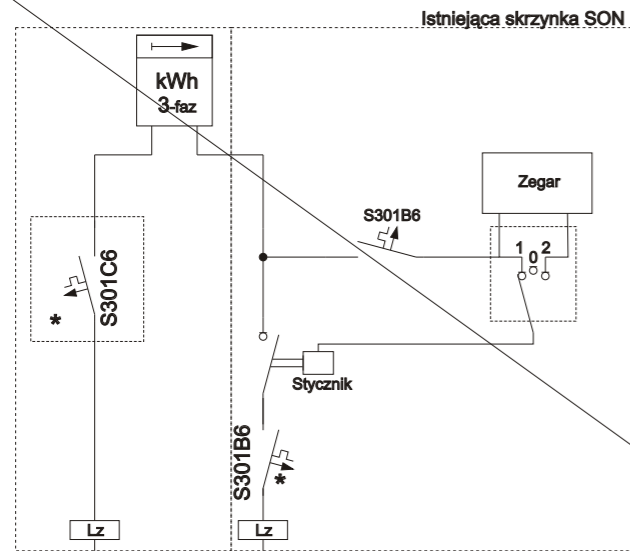 Istniejąca skrzynka SON
kWh
3-faz
Zegar
S301B6
1 0 2
S301C6
*
Stycznik
S301B6
*
Lz
Lz